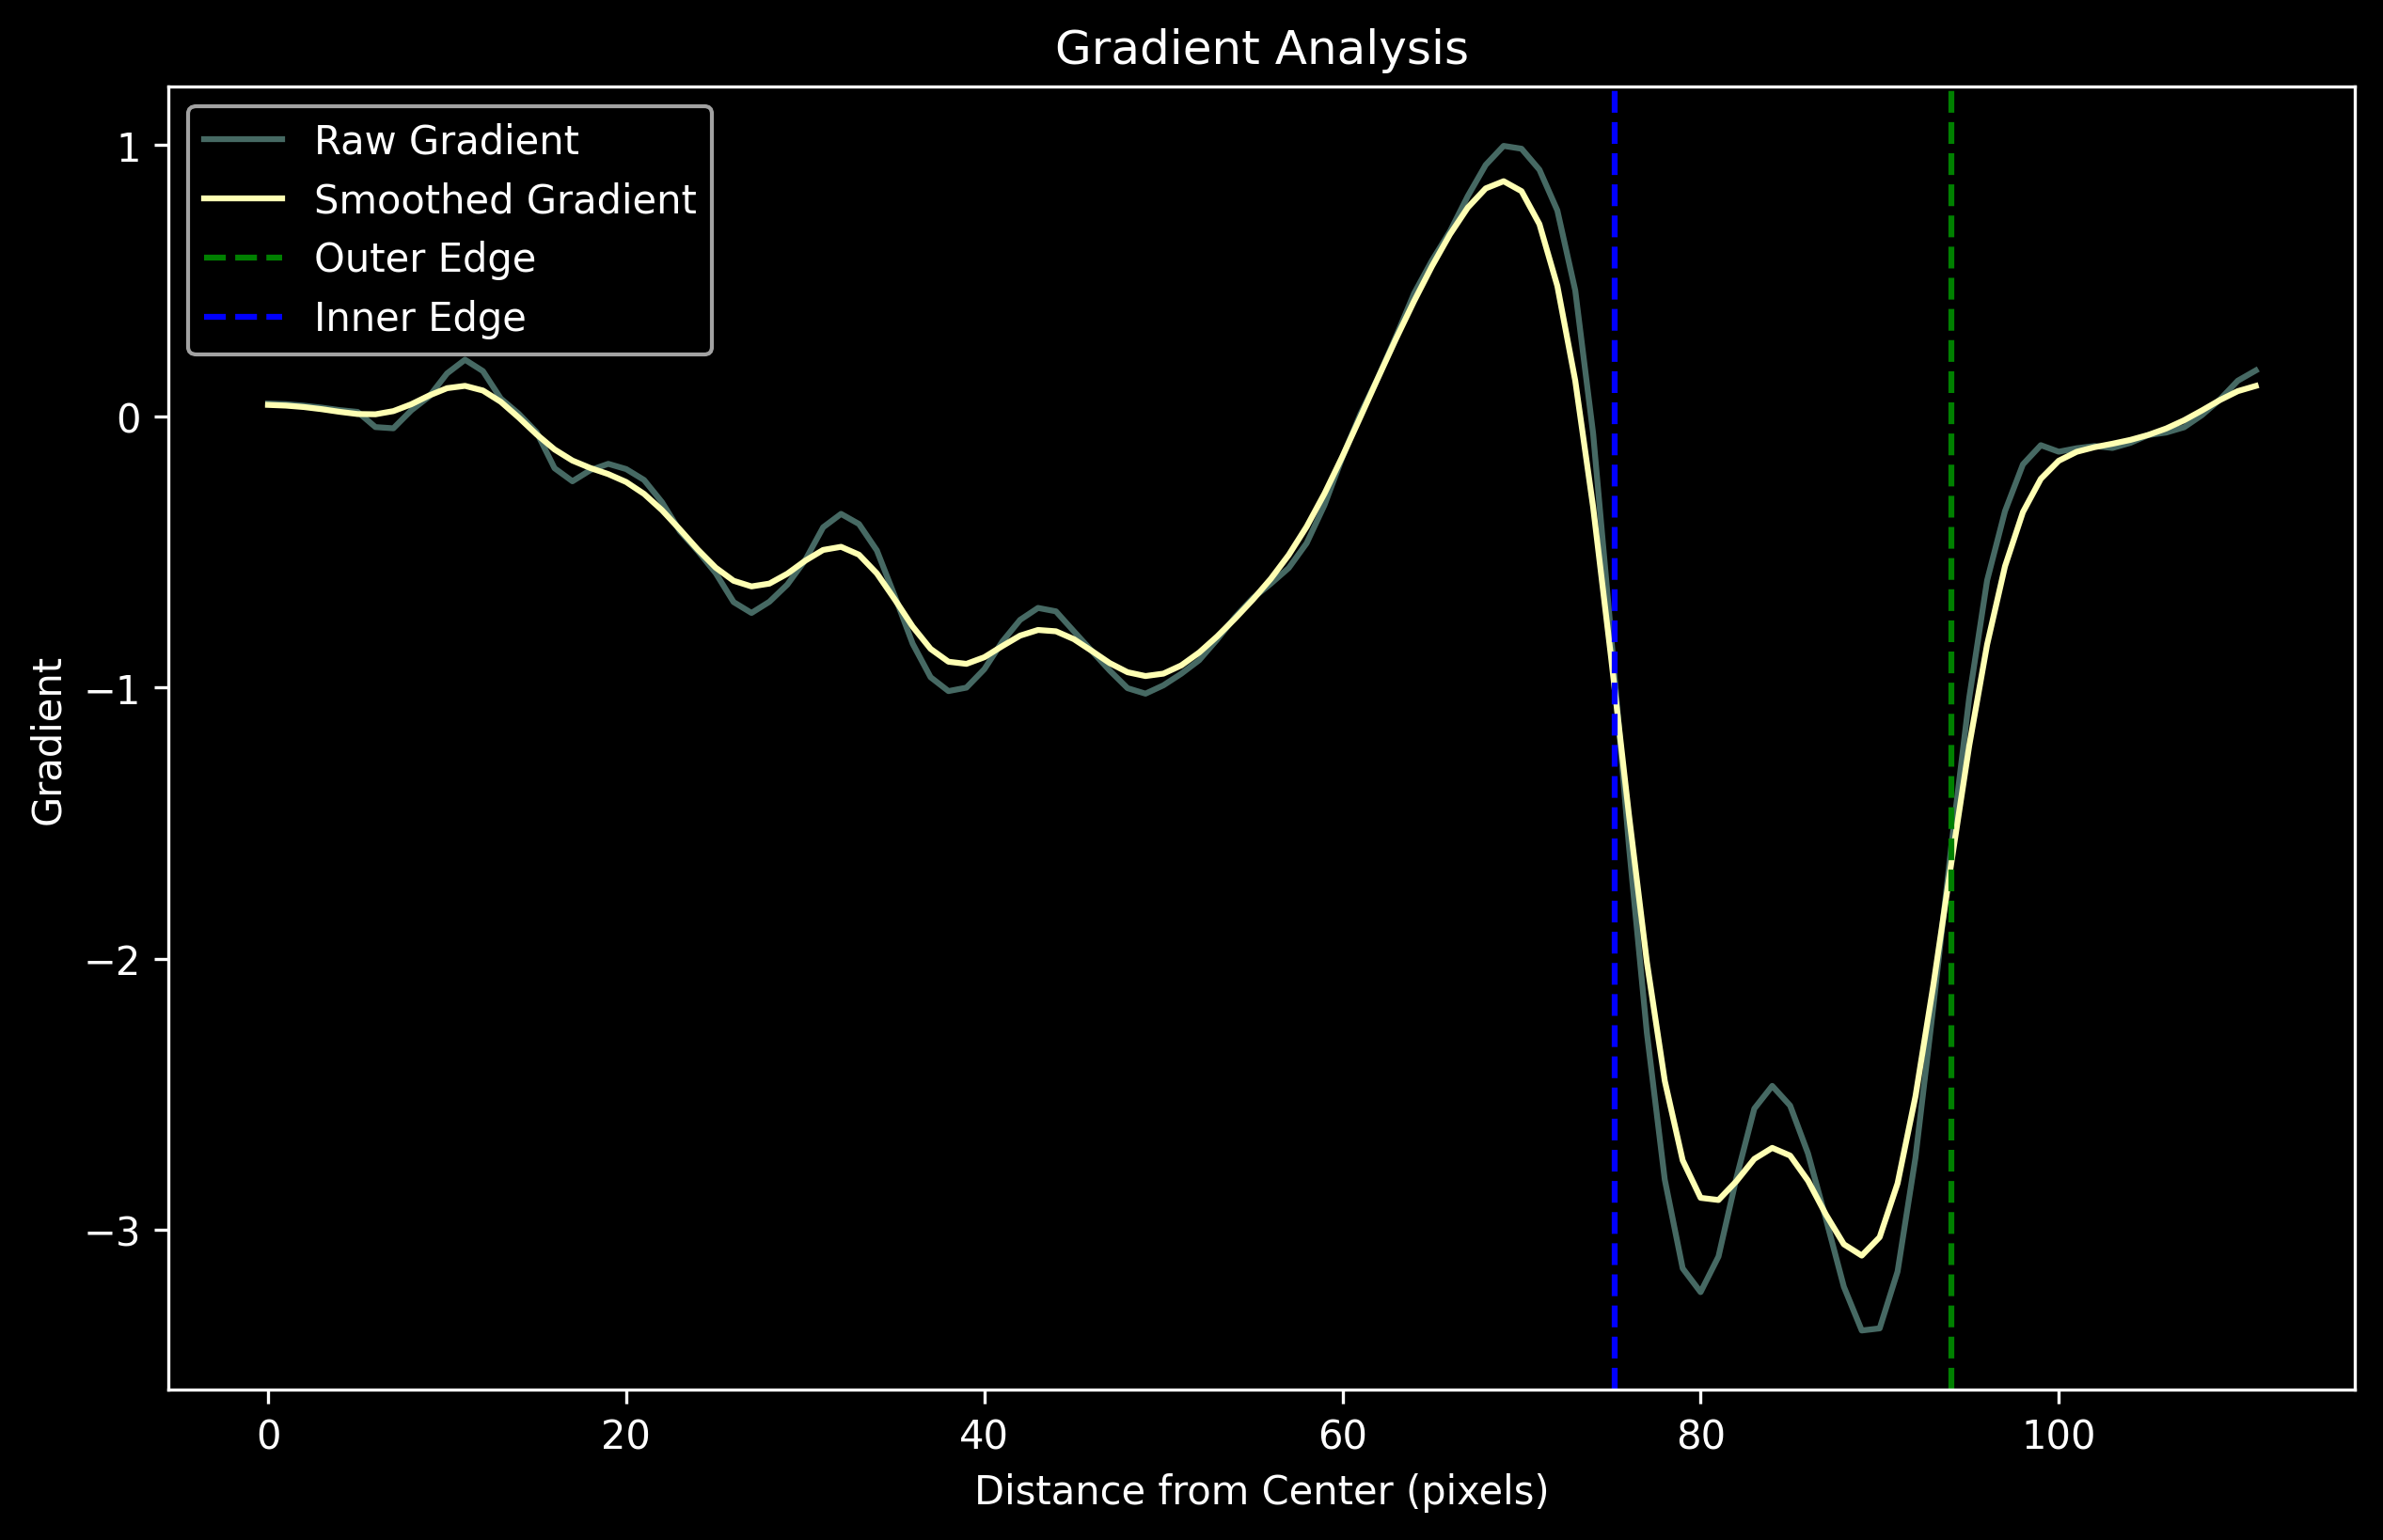 Gradient Analysis
Raw Gradient
Smoothed Gradient
Outer Edge
Inner Edge
1
0
−1
−2
−3
Gradient
0 20 40 60 80 100
Distance from Center (pixels)